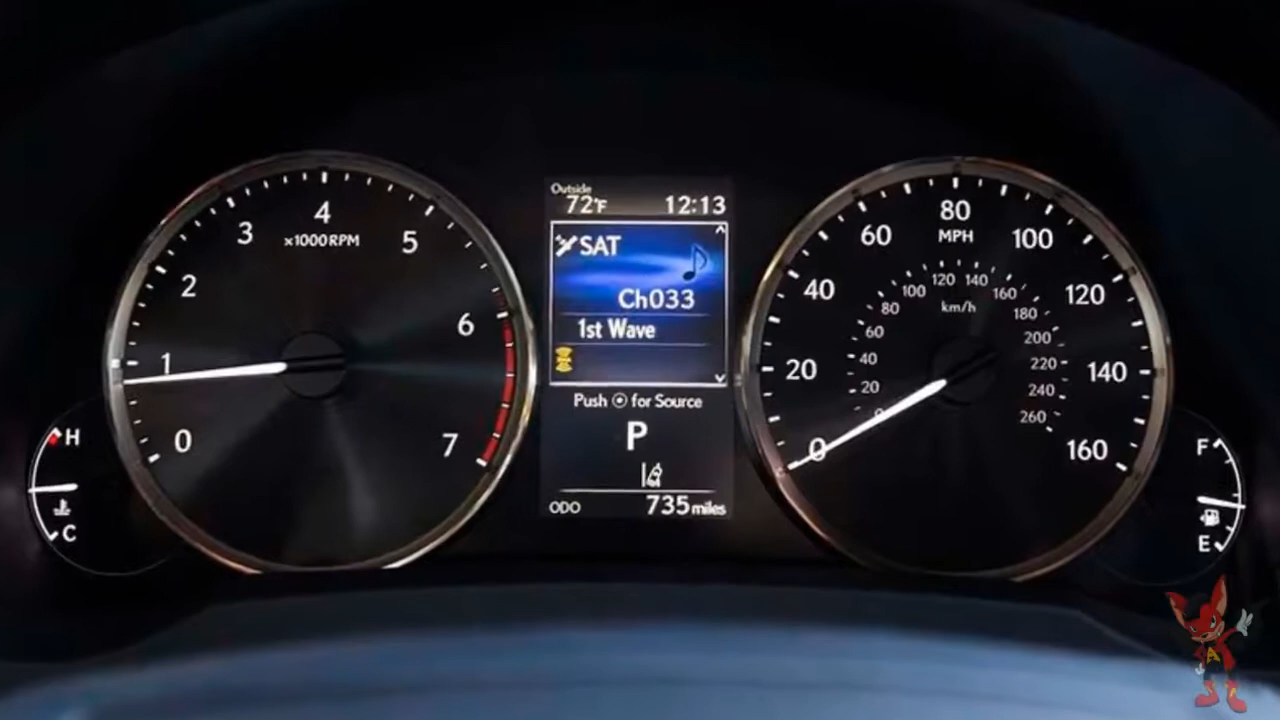 Outside
72°F 12:13
SAT
Ch033
1st Wave
Push ⦿ for Source
P
ODO 735 miles
0
1
2
3
4
5
6
7
x1000RPM
H
C
0
20
40
60
80
100
120
140
160
MPH
0
20
40
60
80
100
120
140
160
180
200
220
240
260
km/h
F
E
A